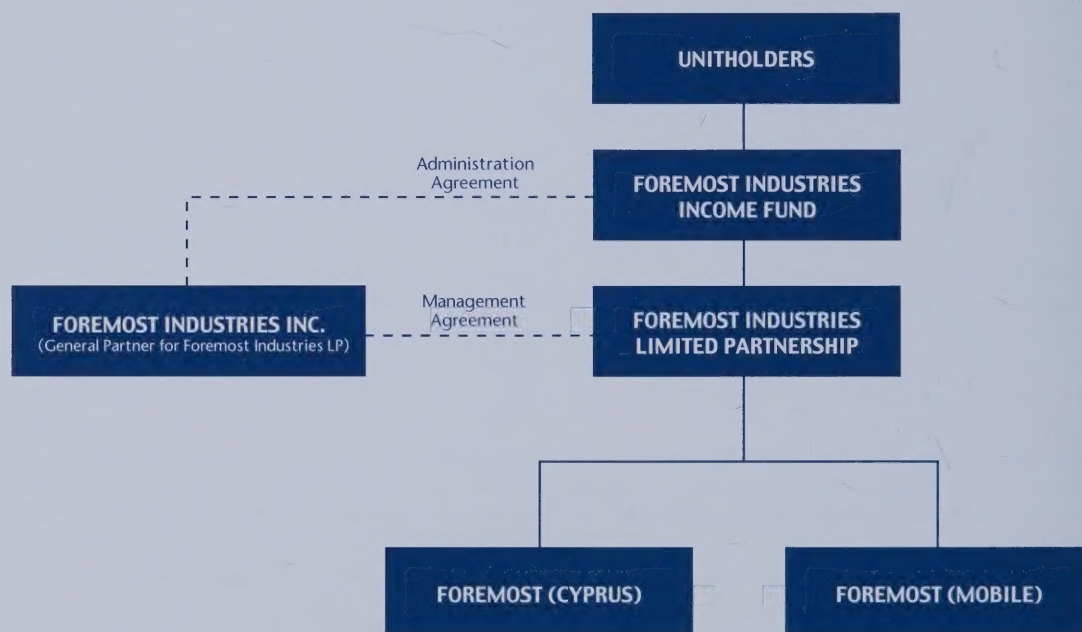 UNITHOLDERS
Administration
Agreement
FOREMOST INDUSTRIES
INCOME FUND
FOREMOST INDUSTRIES INC.
(General Partner for Foremost Industries LP)
Management
Agreement
FOREMOST INDUSTRIES
LIMITED PARTNERSHIP
FOREMOST (CYPRUS)
FOREMOST (MOBILE)